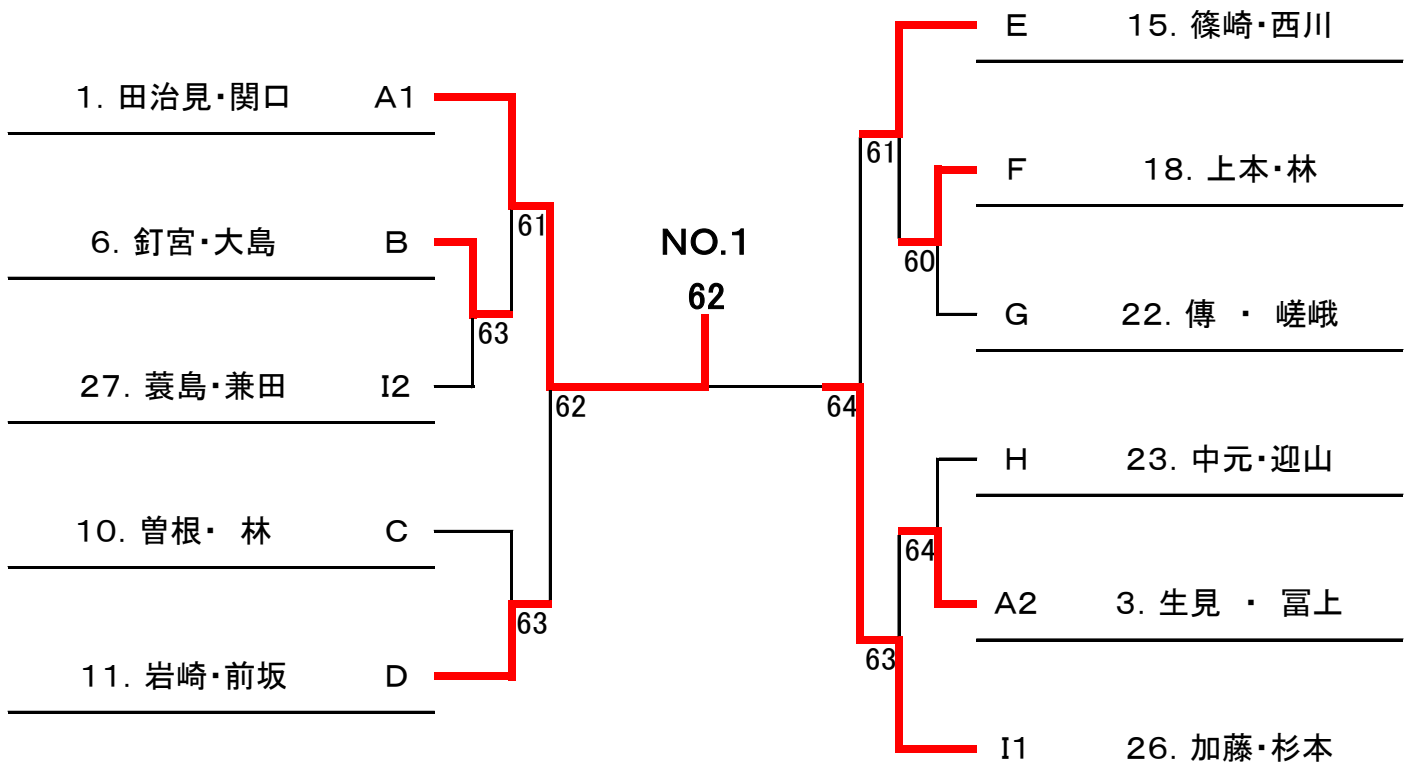 1. 田治見・関口 A1
6. 釘宮・大島 B
27. 蓑島・兼田 I2
10. 曽根・ 林 C
11. 岩崎・前坂 D
61
63
62
63
NO.1
62
E 15. 篠崎・西川
F 18. 上本・林
G 22. 傳 ・ 嵯峨
H 23. 中元・迎山
A2 3. 生見 ・ 冨上
I1 26. 加藤・杉本
61
60
64
64
63